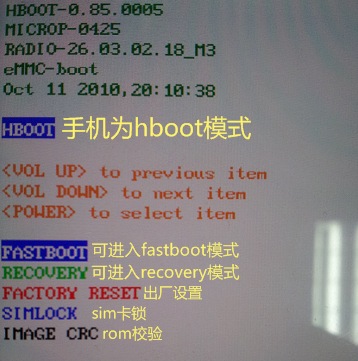 HBOOT-0.85.0005
MICROP-0425
RADIO-26.03.02.18_M3
eMMC-boot
Oct 11 2010,20:10:38
HBOOT 手机为hboot模式
<VOL UP> to previous item
<VOL DOWN> to next item
<POWER> to select item
FASTBOOT 可进入fastboot模式
RECOVERY 可进入recovery模式
FACTORY RESET 出厂设置
SIMLOCK sim卡锁
IMAGE CRC rom校验